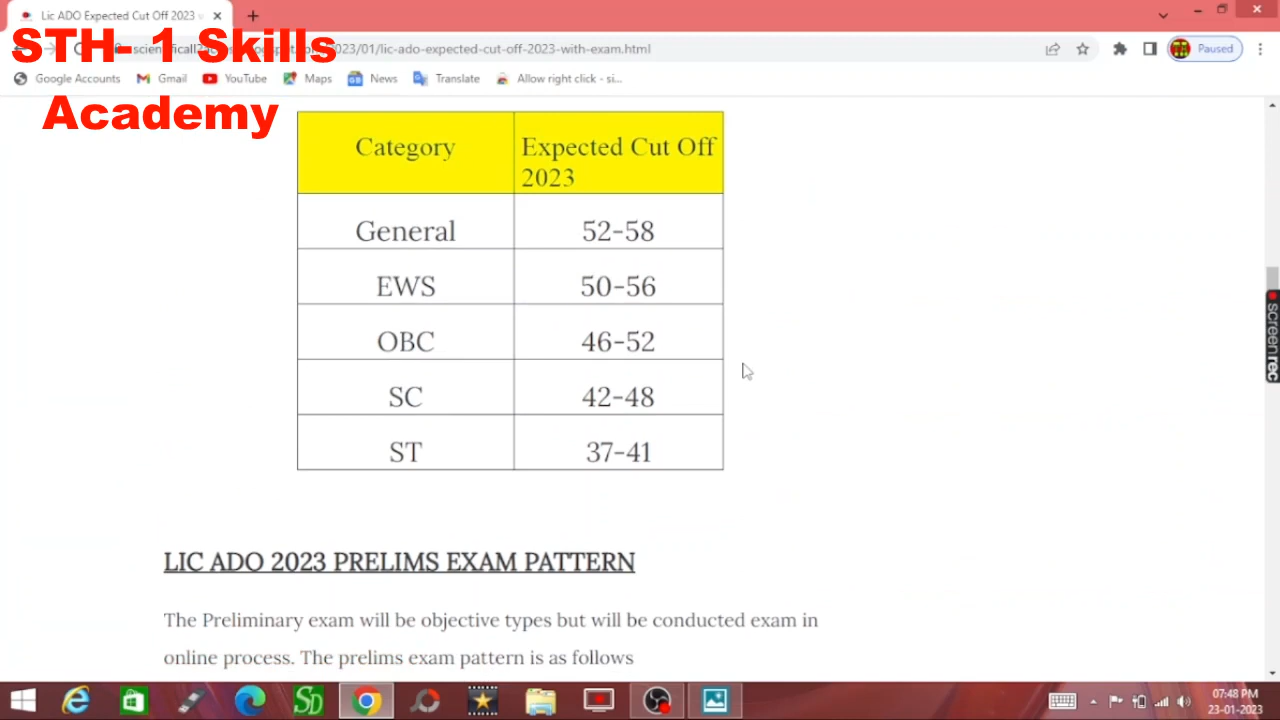 Lic ADO Expected Cut Off 2023
STH- 1 Skills
2023/01/lic-ado-expected-cut-off-2023-with-exam.html
Paused
Google Accounts
Gmail
YouTube
Maps
News
Translate
Allow right click - si...
Academy
Category
Expected Cut Off
2023
General
52-58
EWS
50-56
OBC
46-52
SC
42-48
ST
37-41
screenrec
LIC ADO 2023 PRELIMS EXAM PATTERN
The Preliminary exam will be objective types but will be conducted exam in
online process. The prelims exam pattern is as follows
SD
07:48 PM
23-01-2023